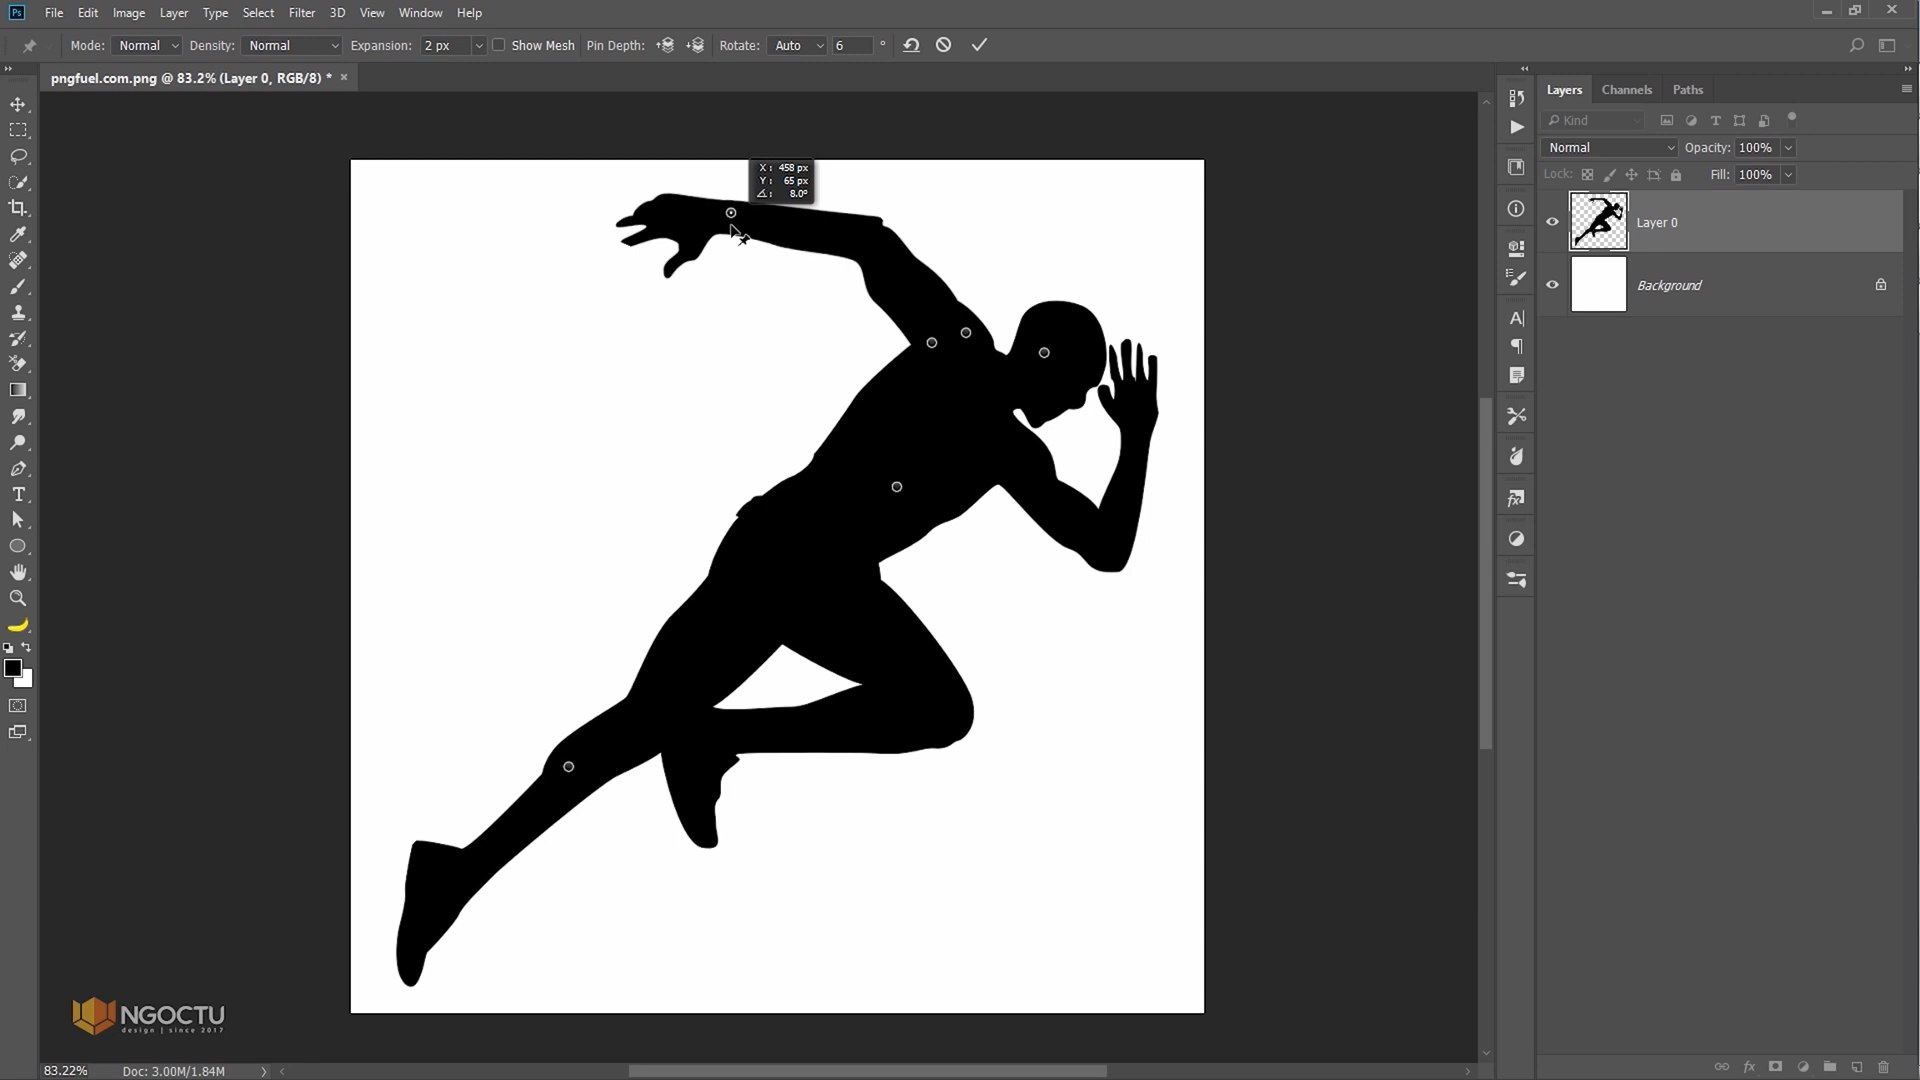 Ps File Edit Image Layer Type Select Filter 3D View Window Help
Mode: Normal Density: Normal Expansion: 2 px Show Mesh Pin Depth: Rotate: Auto 6 °
pngfuel.com.png @ 83.2% (Layer 0, RGB/8) * ×
X: 458 px
Y: 65 px
8.0°
Layers Channels Paths
Kind
Normal Opacity: 100%
Lock: Fill: 100%
Layer 0
Background
NGOCTU
design | since 2017
83.22% Doc: 3.00M/1.84M